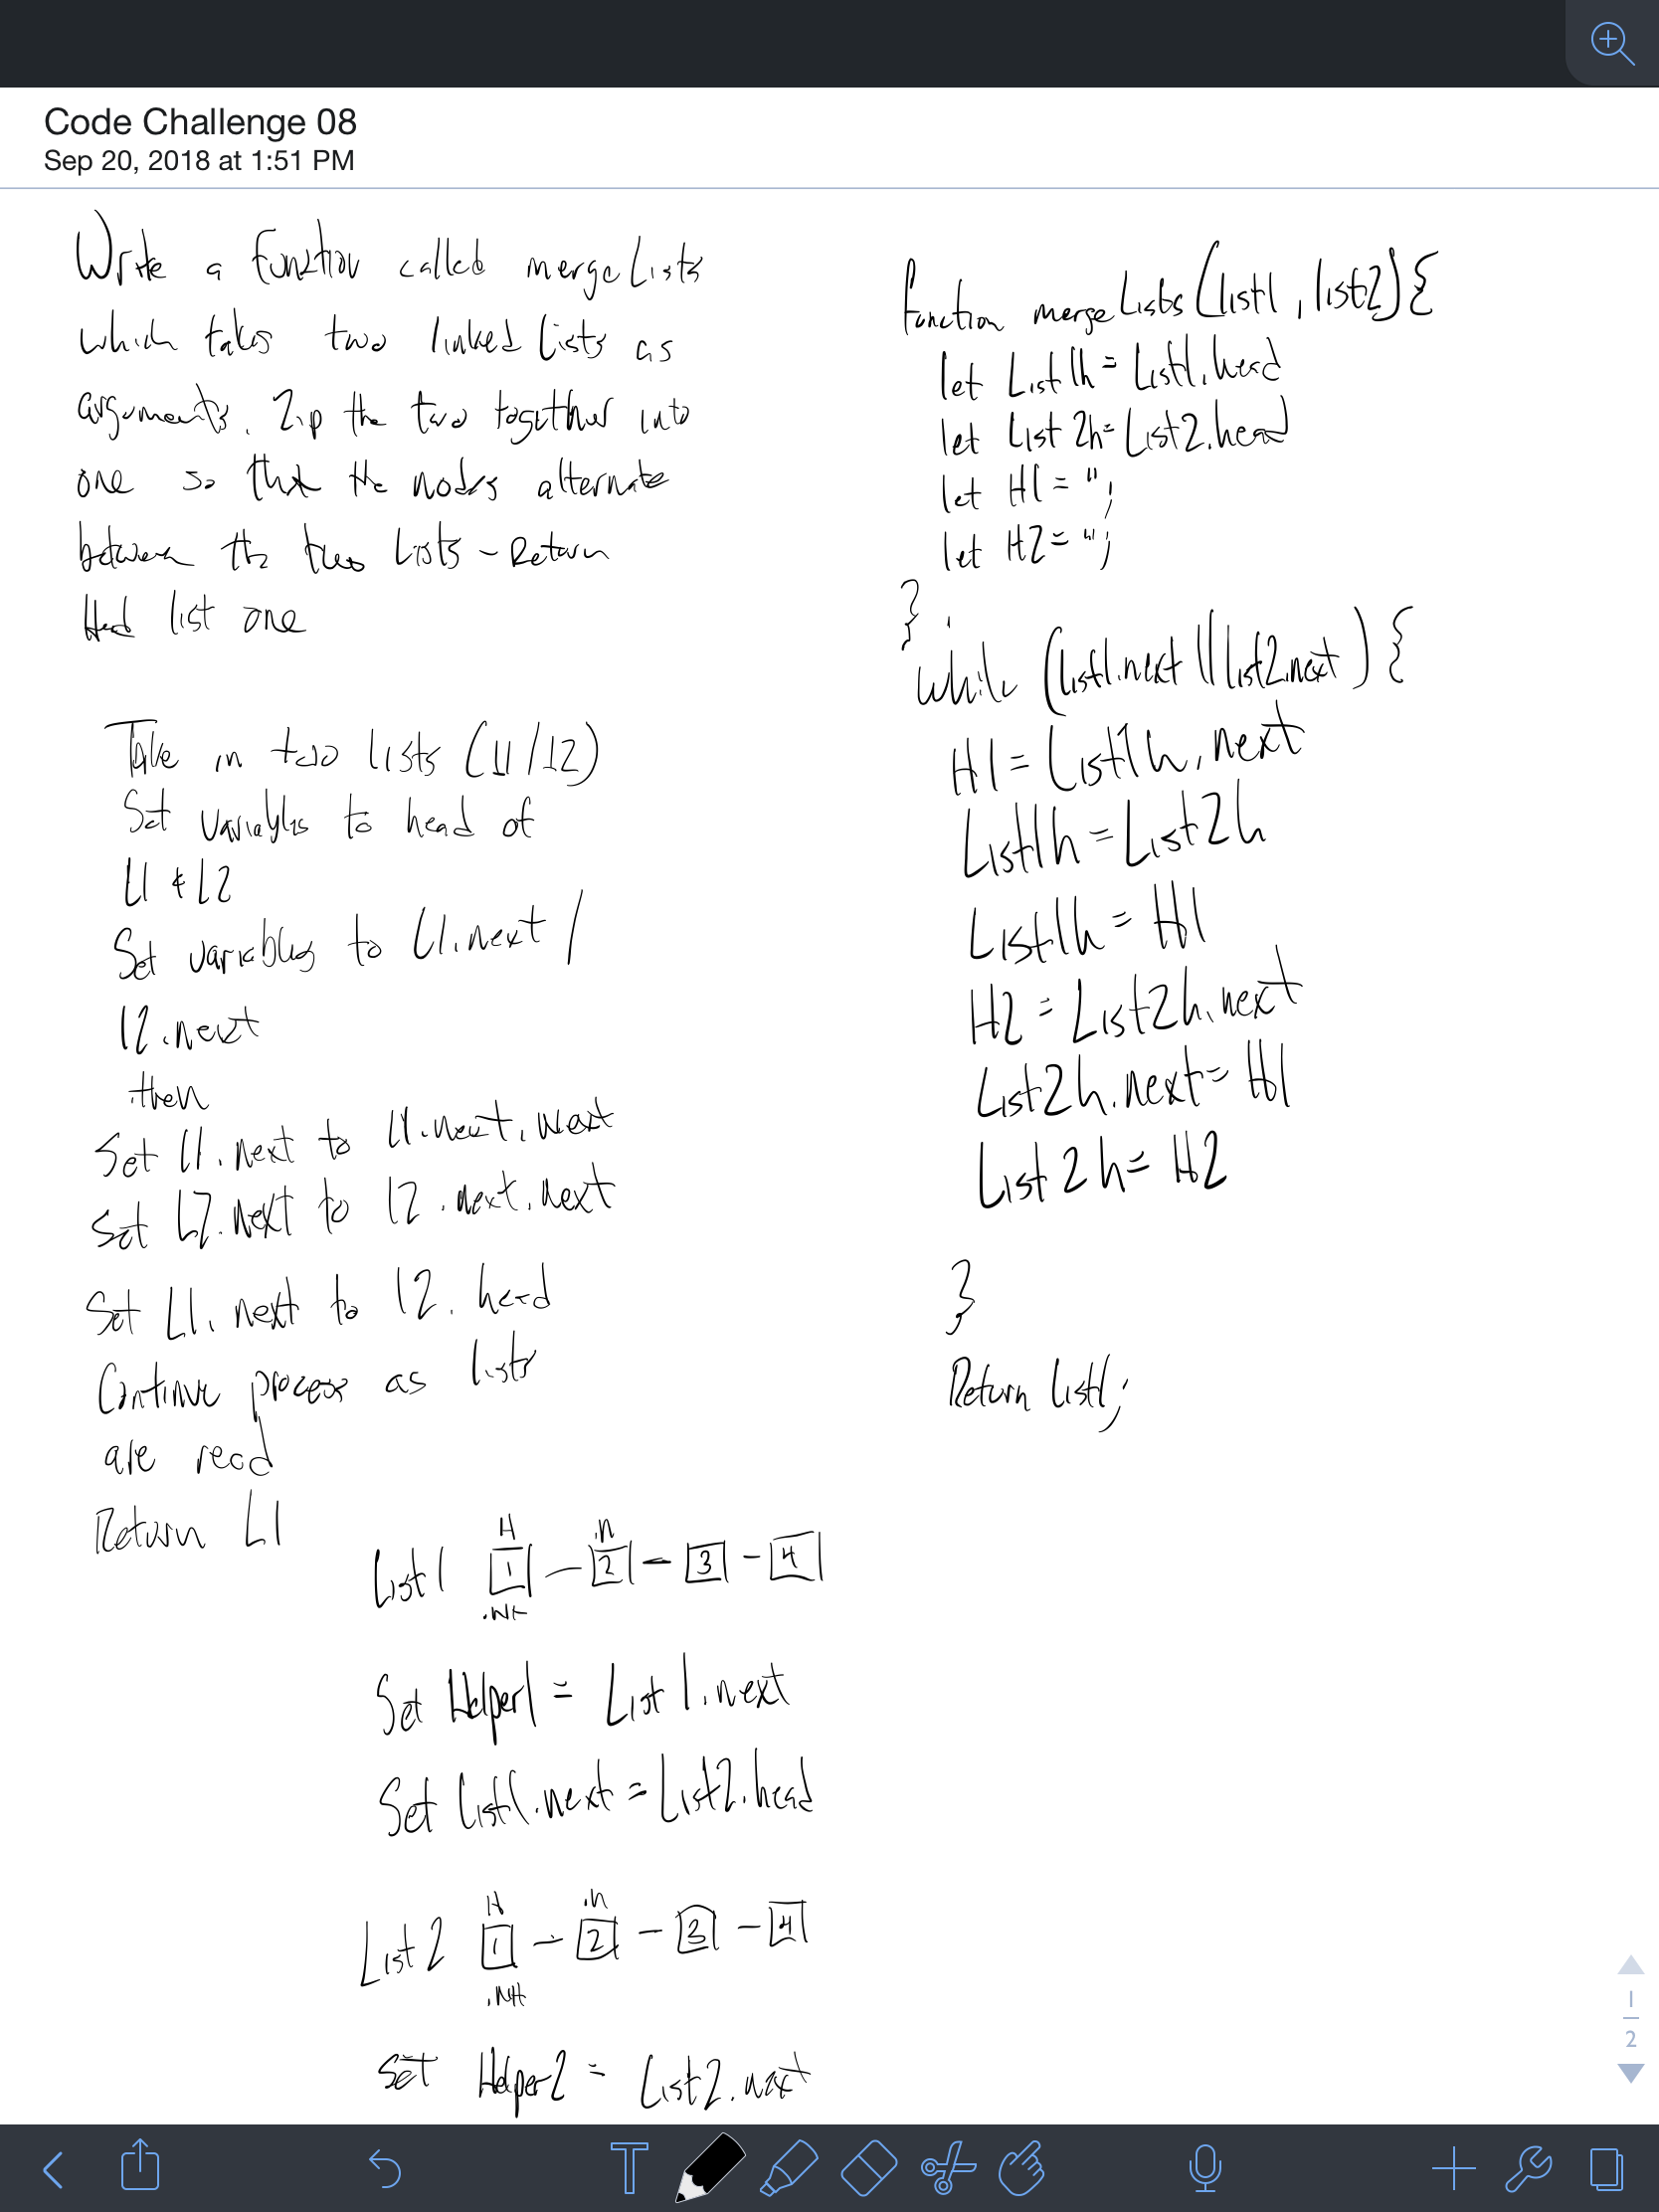 Code Challenge 08
Sep 20, 2018 at 1:51 PM
Write a function called mergeLists
which takes two linked lists as
arguments. Zip the two together into
one so that the nodes alternate
between the two lists - Return
Head list one
Take in two lists (l1/l2)
Set variables to head of
L1 & L2
Set variables to L1.next /
l2.next
then
Set l1.next to l1.next.next
Set L2.next to l2.next.next
Set L1.next to l2.head
Continue process as lists
are read
Return L1
List1 H 1 - .n 2 - 3 - 4
Set Helper1 = List1.next
Set list1.next = List2.head
List2 H 1 - .n 2 - 3 - 4
Set Helper2 = List2.next
function mergeLists(list1, list2){
let List1h = List1.head
let List2h = List2.head
let H1 = '';
let H2 = '';
}
while (list1.next || list2.next) {
H1 = List1h.next
List1h = List2h
List1h = H1
H2 = List2h.next
List2h.next = H1
List2h = H2
}
Return list1;
1
2
T